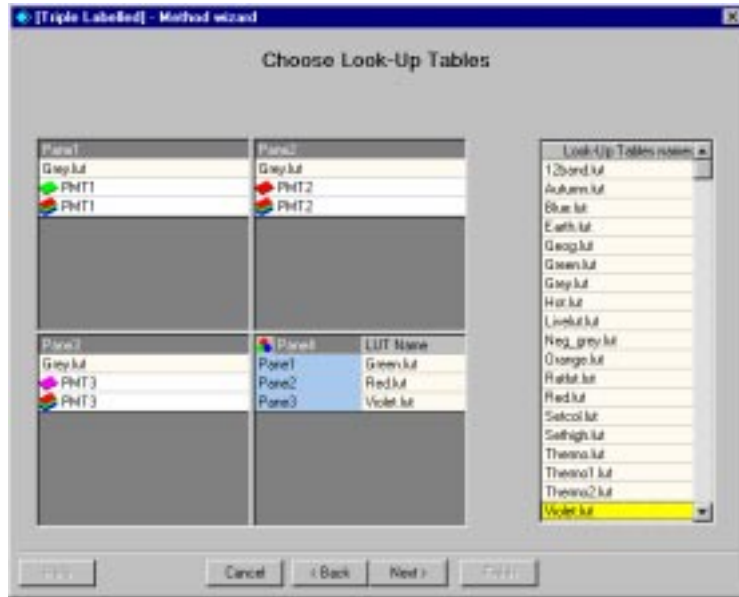 [Triple Labelled] - Method wizard
Choose Look-Up Tables
Pane1
Grey.lut
PMT1
PMT1
Pane2
Grey.lut
PMT2
PMT2
Pane3
Grey.lut
PMT3
PMT3
Pane4 LUT Name
Pane1 Green.lut
Pane2 Red.lut
Pane3 Violet.lut
Look-Up Tables names
12band.lut
Autumn.lut
Blue.lut
Earth.lut
Geog.lut
Green.lut
Grey.lut
Hot.lut
Livelut.lut
Neg_grey.lut
Orange.lut
Red.lut
Setcol.lut
Sethigh.lut
Thermo.lut
Thermo1.lut
Thermo2.lut
Violet.lut
Cancel
< Back
Next >